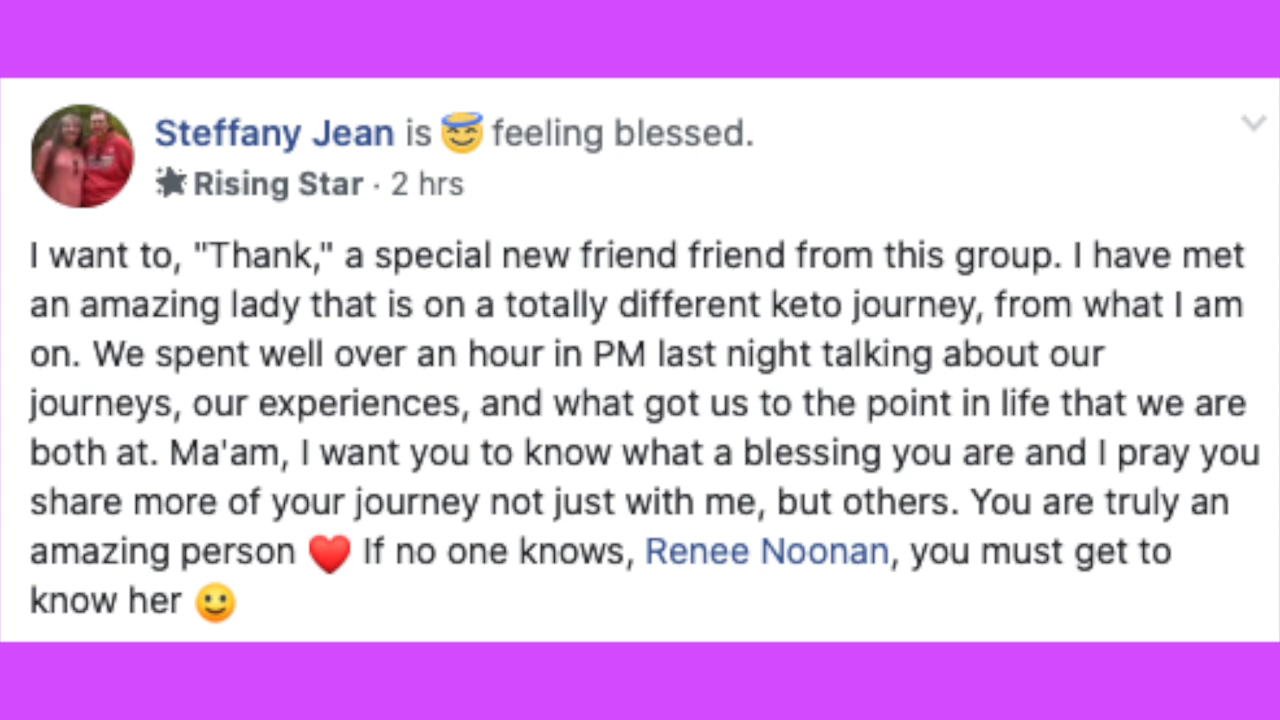 Steffany Jean is 😇 feeling blessed.
Rising Star · 2 hrs
I want to, "Thank," a special new friend friend from this group. I have met
an amazing lady that is on a totally different keto journey, from what I am
on. We spent well over an hour in PM last night talking about our
journeys, our experiences, and what got us to the point in life that we are
both at. Ma'am, I want you to know what a blessing you are and I pray you
share more of your journey not just with me, but others. You are truly an
amazing person ❤️ If no one knows, Renee Noonan, you must get to
know her 🙂